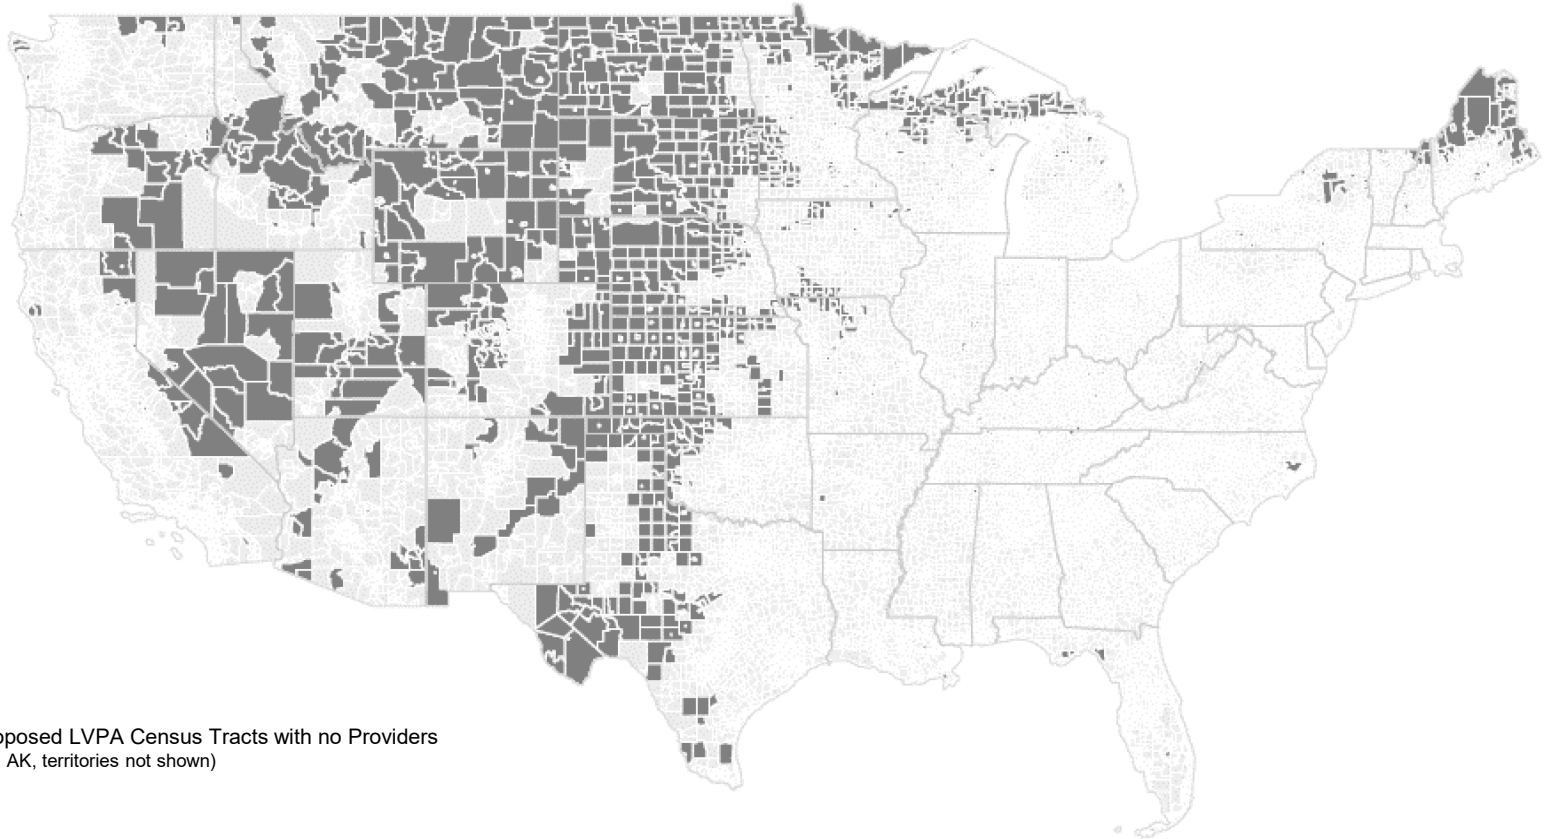 posed LVPA Census Tracts with no Providers
AK, territories not shown)